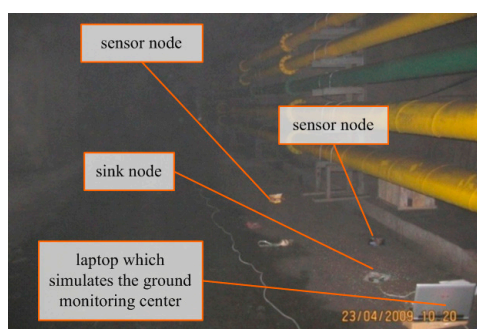 sensor node
sensor node
sink node
laptop which
simulates the ground
monitoring center
23/04/2009 10 20